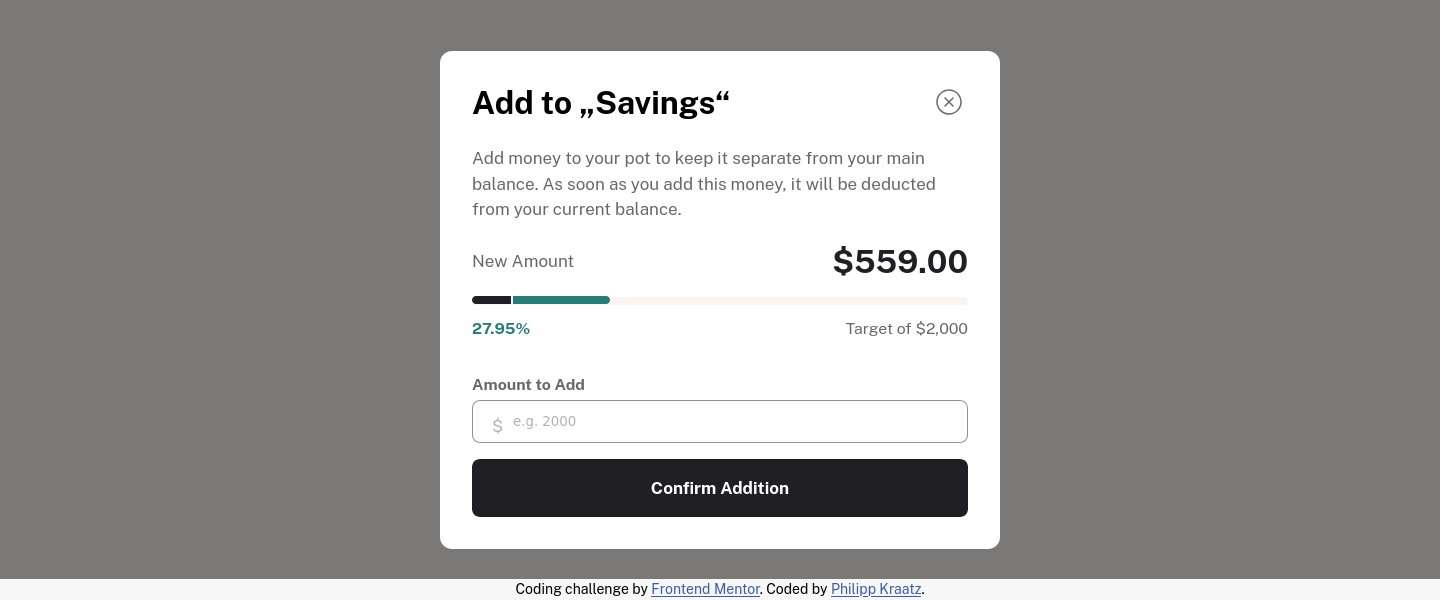 Add to „Savings“
Add money to your pot to keep it separate from your main
balance. As soon as you add this money, it will be deducted
from your current balance.
New Amount $559.00
27.95% Target of $2,000
Amount to Add
$ e.g. 2000
Confirm Addition
Coding challenge by Frontend Mentor. Coded by Philipp Kraatz.